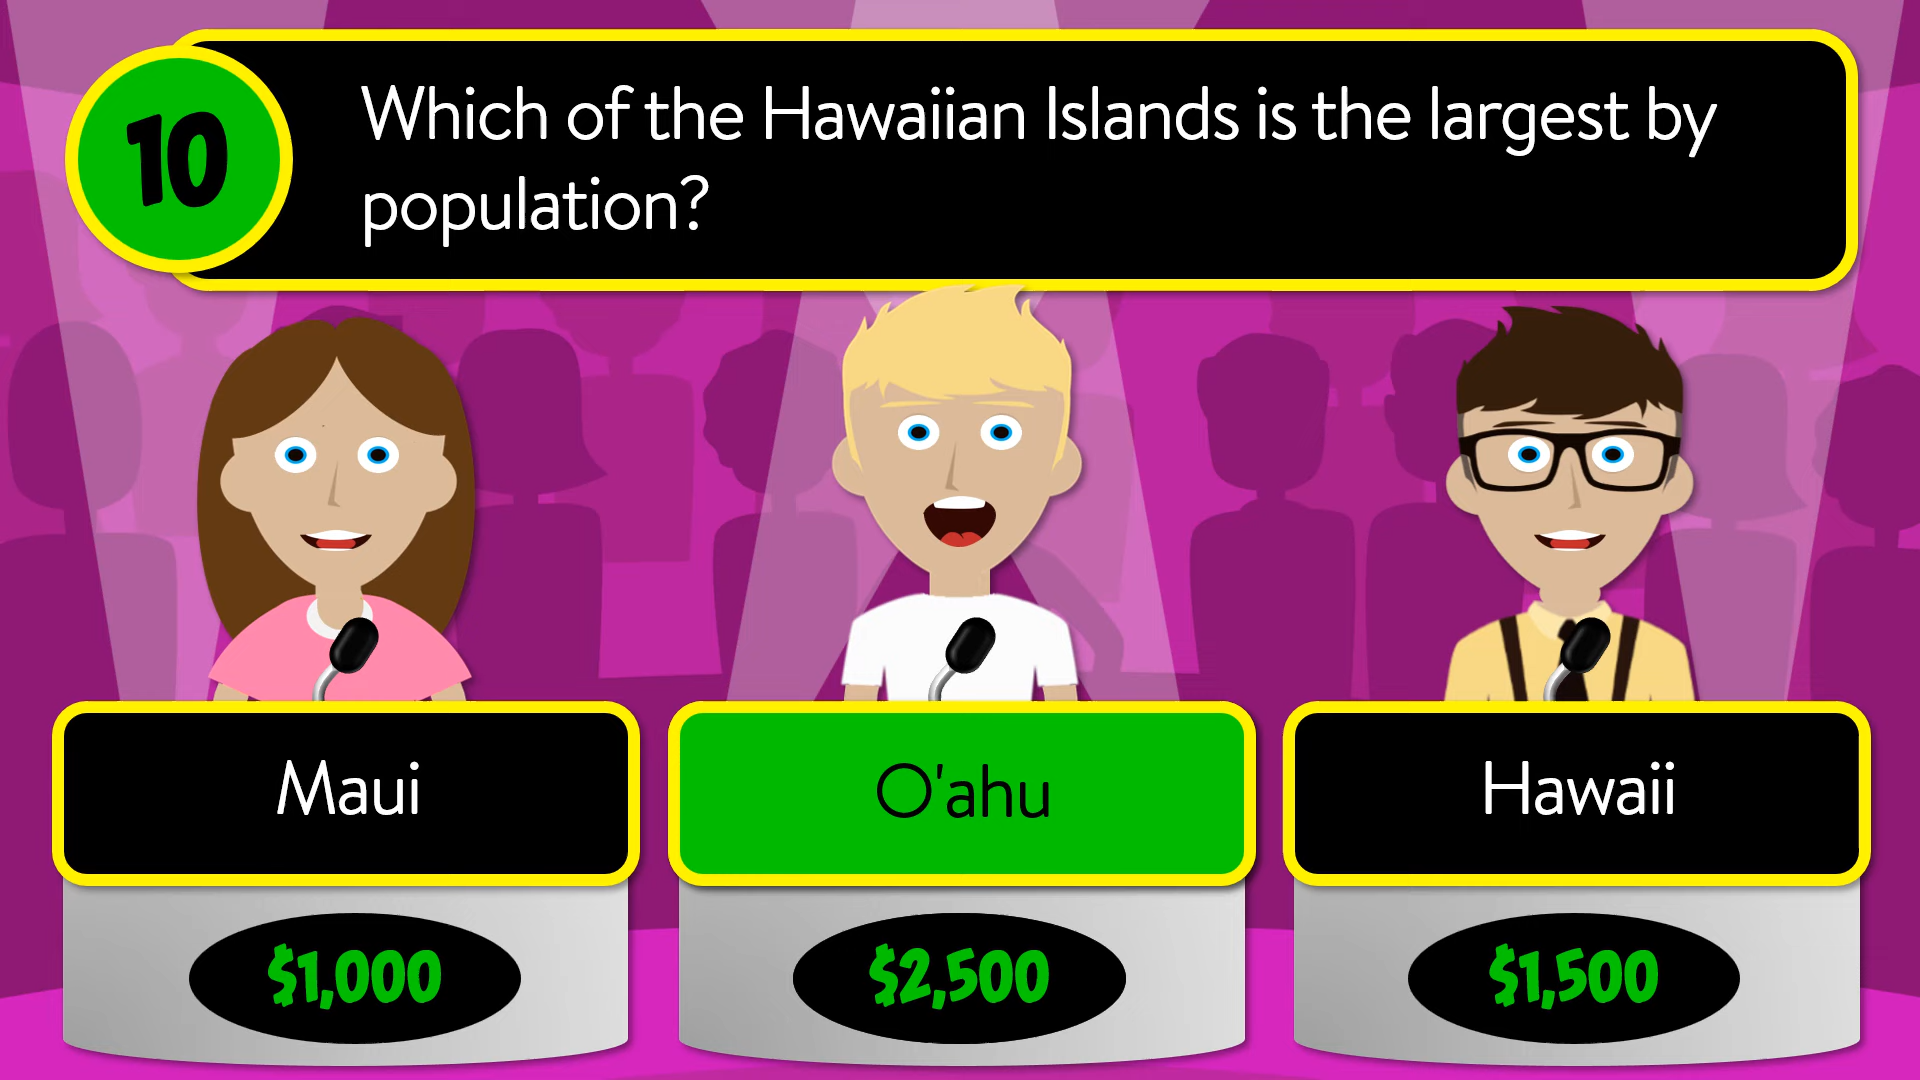 10
Which of the Hawaiian Islands is the largest by
population?
Maui
O'ahu
Hawaii
$1,000
$2,500
$1,500